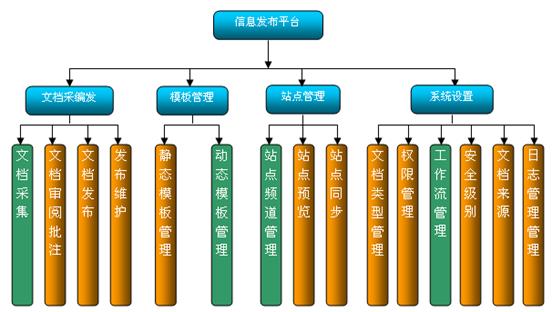 信息发布平台
文档采编发
模板管理
站点管理
系统设置
文档采集
文档审阅批注
文档发布
发布维护
静态模板管理
动态模板管理
站点频道管理
站点预览
站点同步
文档类型管理
权限管理
工作流管理
安全级别
文档来源
日志管理管理